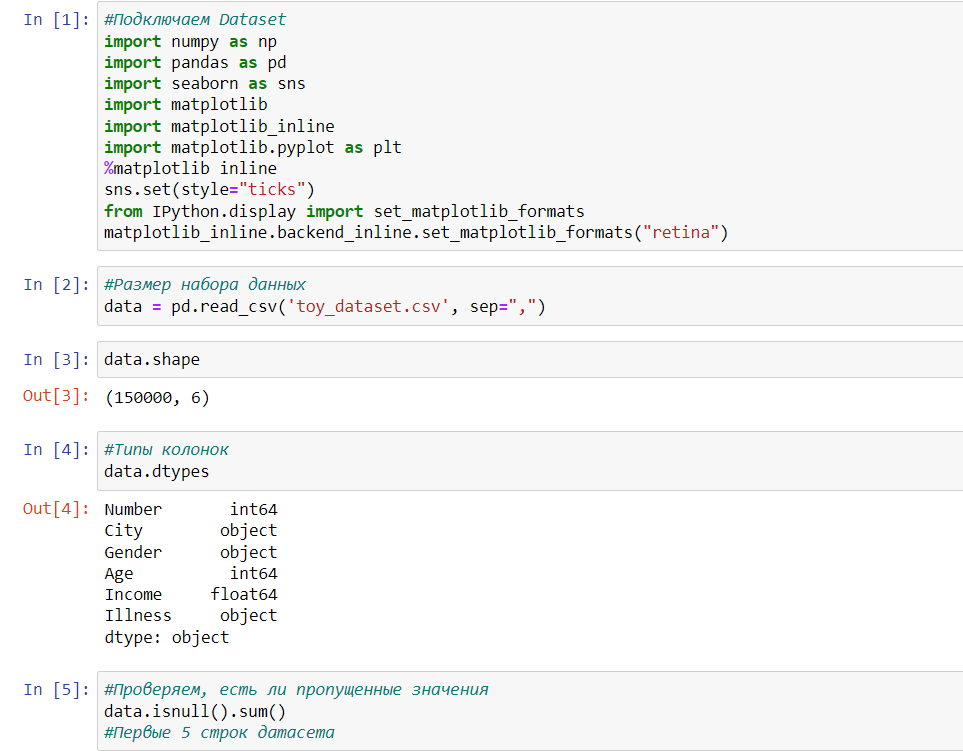 In [1]: #Подключаем Dataset
import numpy as np
import pandas as pd
import seaborn as sns
import matplotlib
import matplotlib_inline
import matplotlib.pyplot as plt
%matplotlib inline
sns.set(style="ticks")
from IPython.display import set_matplotlib_formats
matplotlib_inline.backend_inline.set_matplotlib_formats("retina")
In [2]: #Размер набора данных
data = pd.read_csv('toy_dataset.csv', sep=",")
In [3]: data.shape
Out[3]: (150000, 6)
In [4]: #Типы колонок
data.dtypes
Out[4]: Number int64
City object
Gender object
Age int64
Income float64
Illness object
dtype: object
In [5]: #Проверяем, есть ли пропущенные значения
data.isnull().sum()
#Первые 5 строк датасета